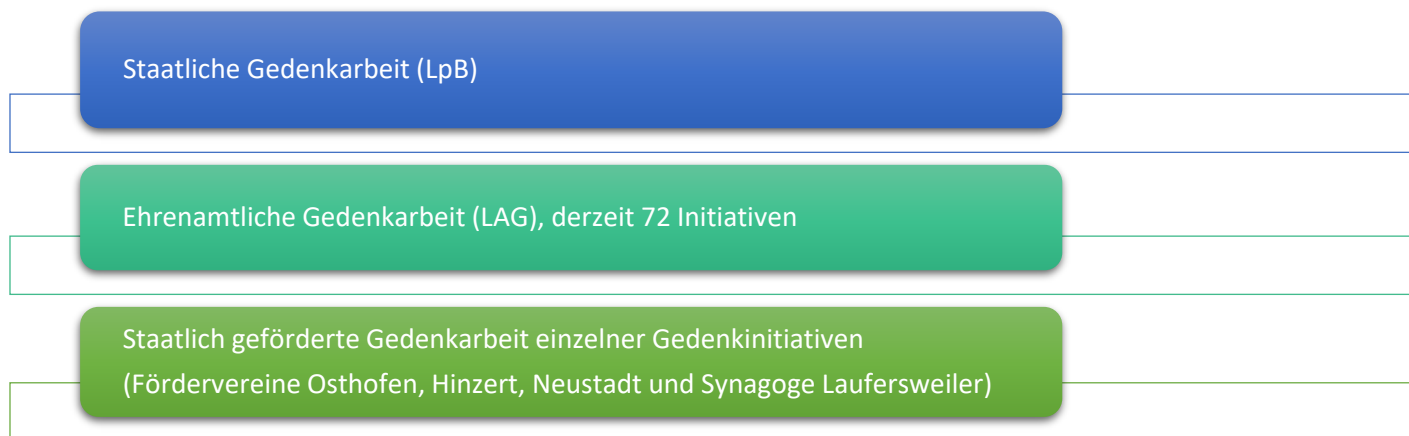 Staatliche Gedenkarbeit (LpB)
Ehrenamtliche Gedenkarbeit (LAG), derzeit 72 Initiativen
Staatlich geförderte Gedenkarbeit einzelner Gedenkinitiativen
(Fördervereine Osthofen, Hinzert, Neustadt und Synagoge Laufersweiler)